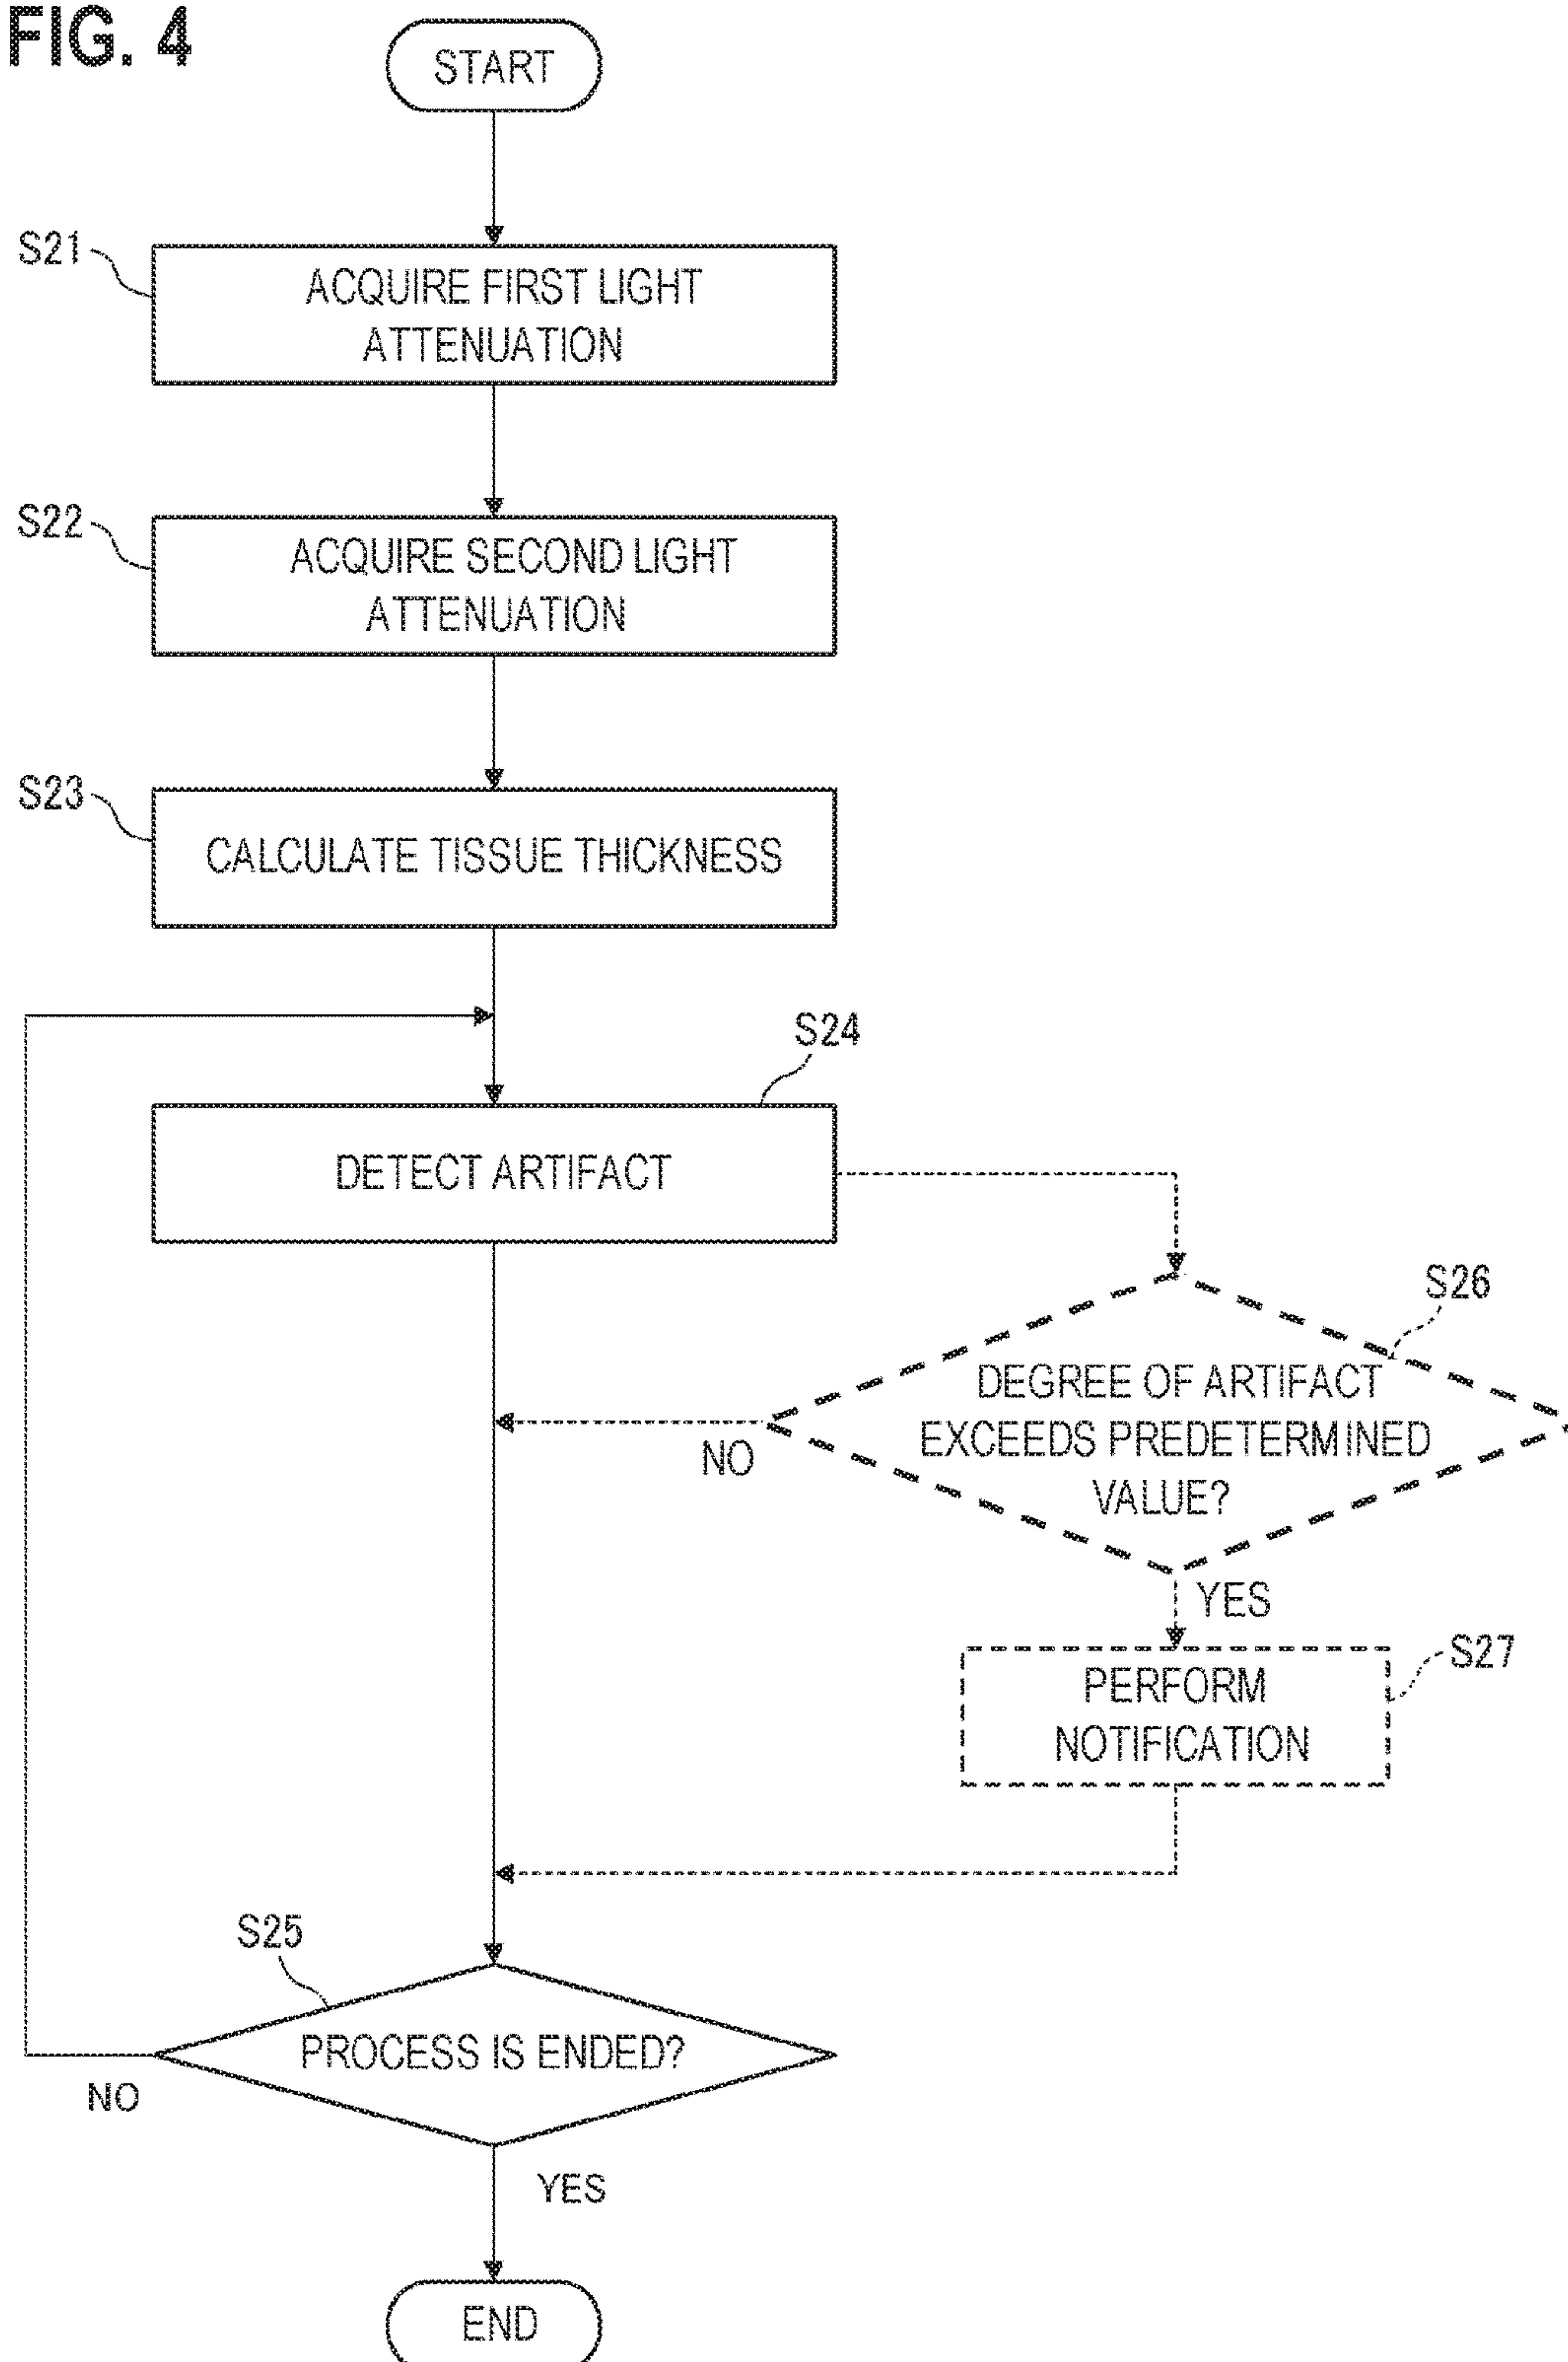 FIG. 4
START
S21
ACQUIRE FIRST LIGHT
ATTENUATION
S22
ACQUIRE SECOND LIGHT
ATTENUATION
S23
CALCULATE TISSUE THICKNESS
S24
DETECT ARTIFACT
S26
DEGREE OF ARTIFACT
EXCEEDS PREDETERMINED
VALUE?
NO
YES
S27
PERFORM
NOTIFICATION
S25
PROCESS IS ENDED?
NO
YES
END